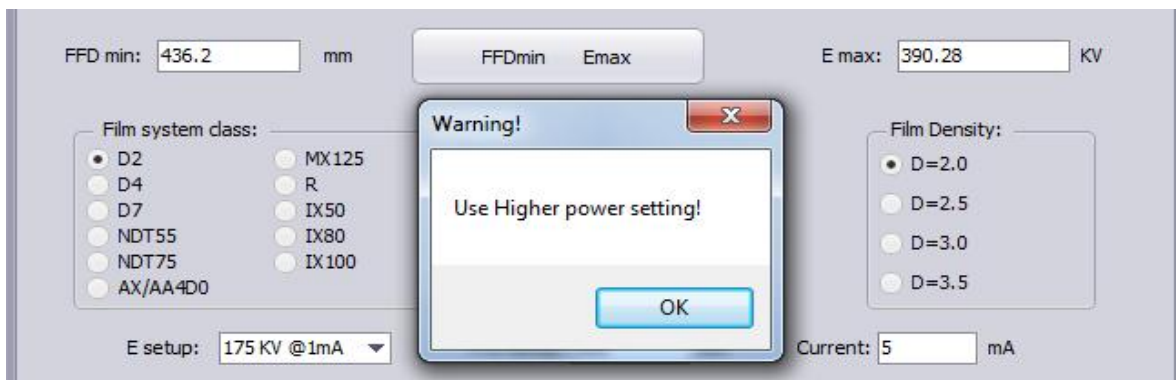 FFD min: 436.2 mm FFDmin Emax E max: 390.28 KV
Warning!
Use Higher power setting!
OK
Film system class:
D2 MX125
D4 R
D7 IX50
NDT55 IX80
NDT75 IX100
AX/AA4D0
Film Density:
D=2.0
D=2.5
D=3.0
D=3.5
E setup: 175 KV @1mA Current: 5 mA